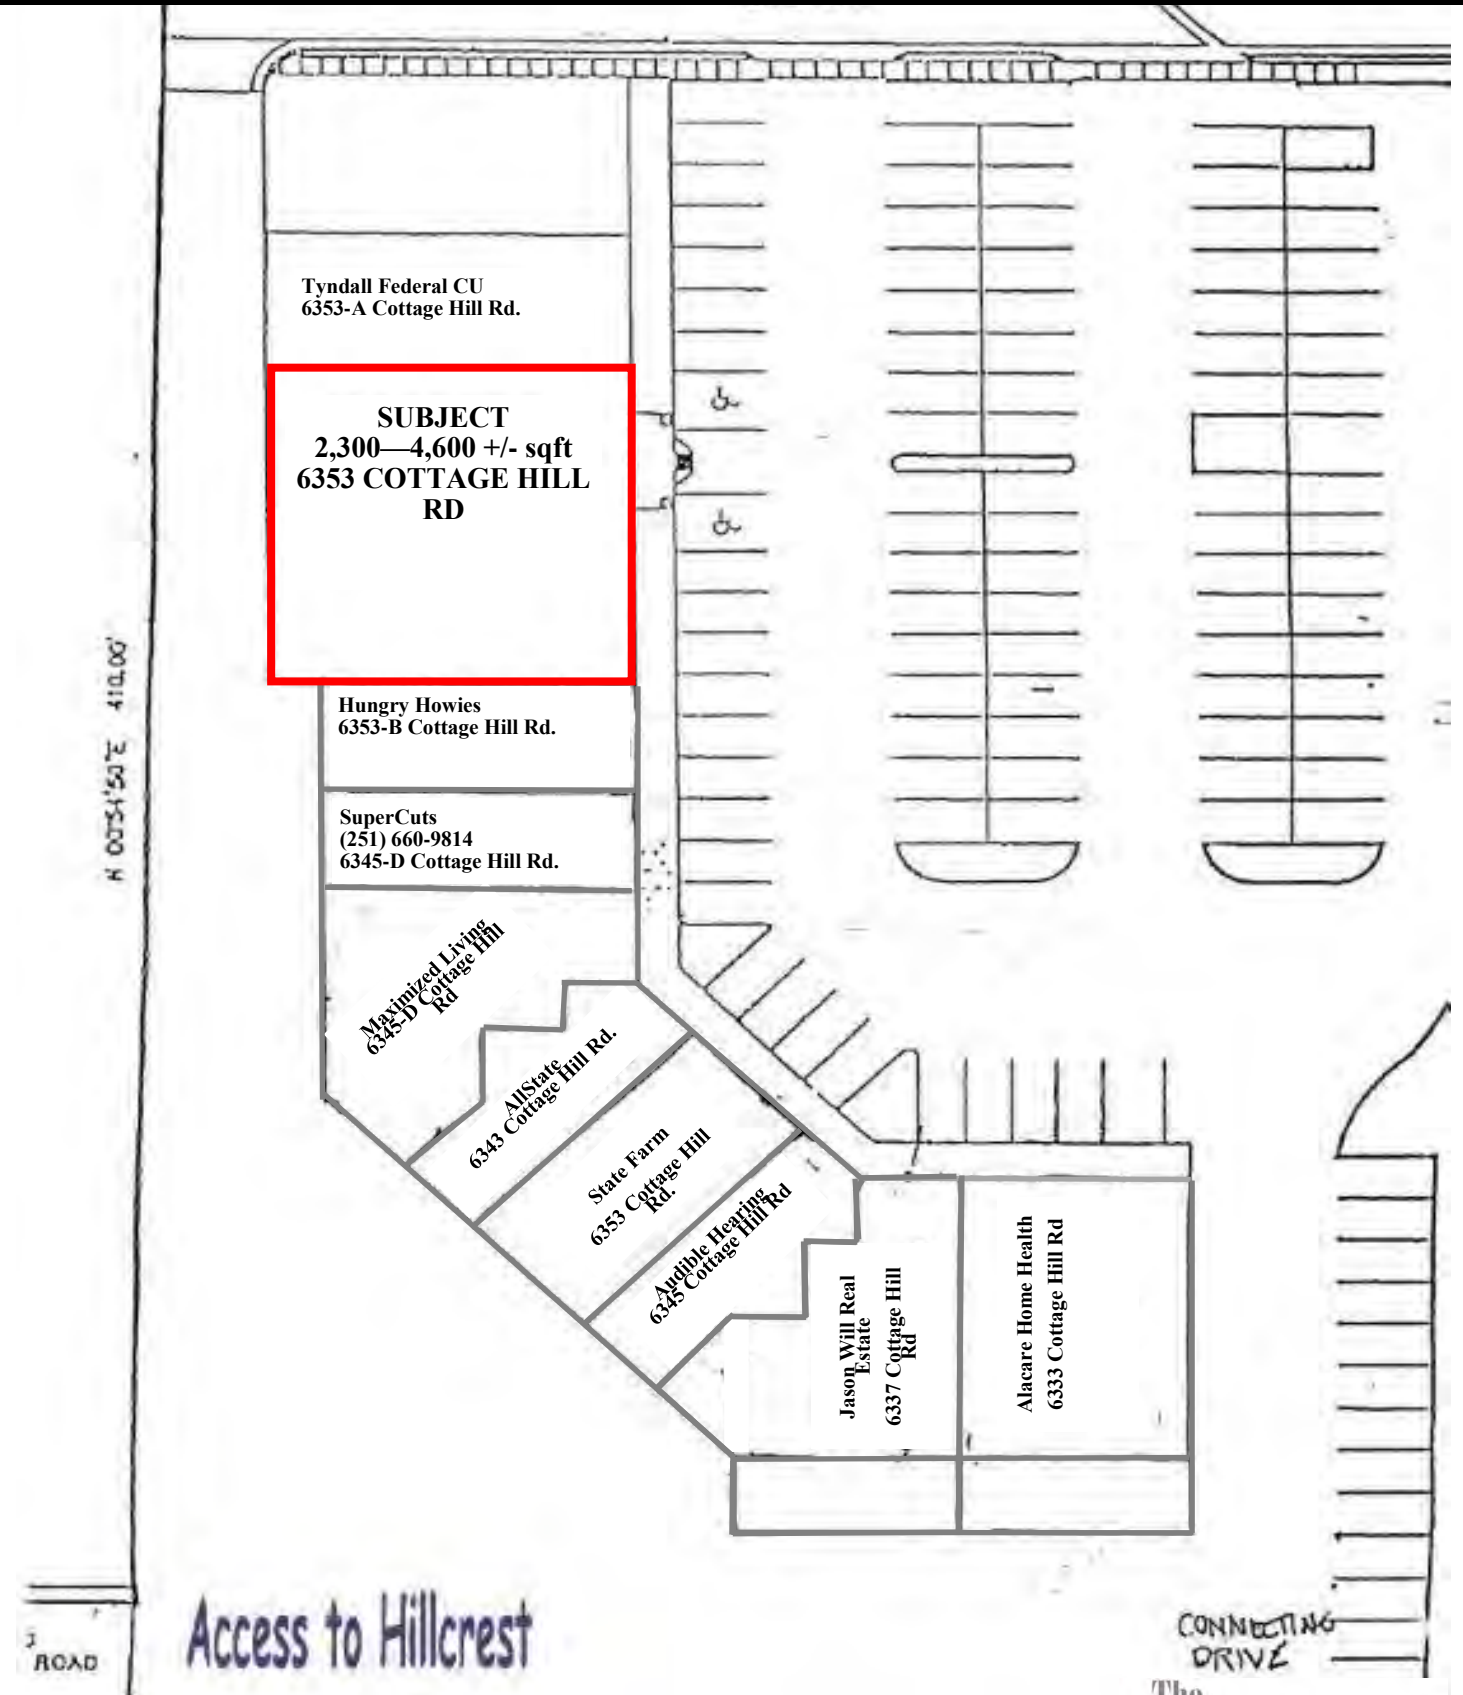 Tyndall Federal CU
6353-A Cottage Hill Rd.
SUBJECT
2,300—4,600 +/- sqft
6353 COTTAGE HILL
RD
Hungry Howies
6353-B Cottage Hill Rd.
SuperCuts
(251) 660-9814
6345-D Cottage Hill Rd.
Maximized Living
6345-D Cottage Hill
Rd
AllState
6343 Cottage Hill Rd.
State Farm
6353 Cottage Hill
Rd.
Audible Hearing
6345 Cottage Hill Rd
Jason Will Real
Estate
6337 Cottage Hill
Rd
Alacare Home Health
6333 Cottage Hill Rd
N 00°54'50"E 410.00'
Access to Hillcrest
ROAD
CONNECTING
DRIVE
The